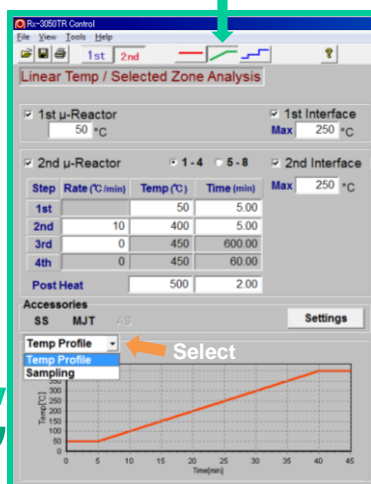 Rx-3050TR Control
File View Tools Help
1st 2nd ?
Linear Temp / Selected Zone Analysis
1st μ-Reactor 1st Interface
50 °C Max 250 °C
2nd μ-Reactor 1 - 4 5 - 8 2nd Interface
Step Rate (°C/min) Temp (°C) Time (min) Max 250 °C
1st 50 5.00
2nd 10 400 5.00
3rd 0 450 600.00
4th 0 450 60.00
Post Heat 500 2.00
Accessories
SS MJT AS Settings
Temp Profile Select
Temp Profile
Sampling
350
300
250
200
150
100
50
0
Temp[°C]
0 5 10 15 20 25 30 35 40 45
Time[min]